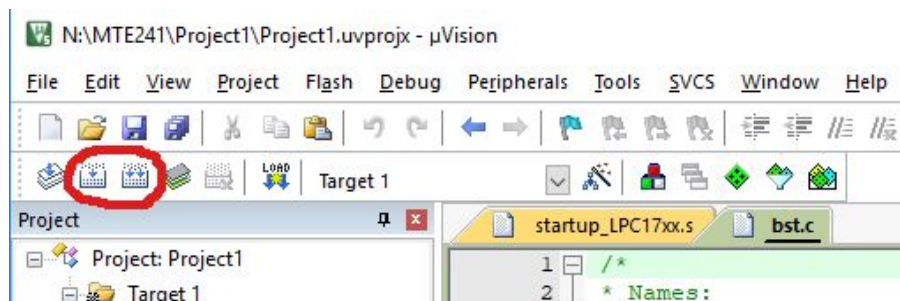 N:\MTE241\Project1\Project1.uvprojx - µVision
File Edit View Project Flash Debug Peripherals Tools SVCS Window Help
LOAD Target 1
Project
startup_LPC17xx.s bst.c
Project: Project1
1 /*
Target 1
2 * Names: